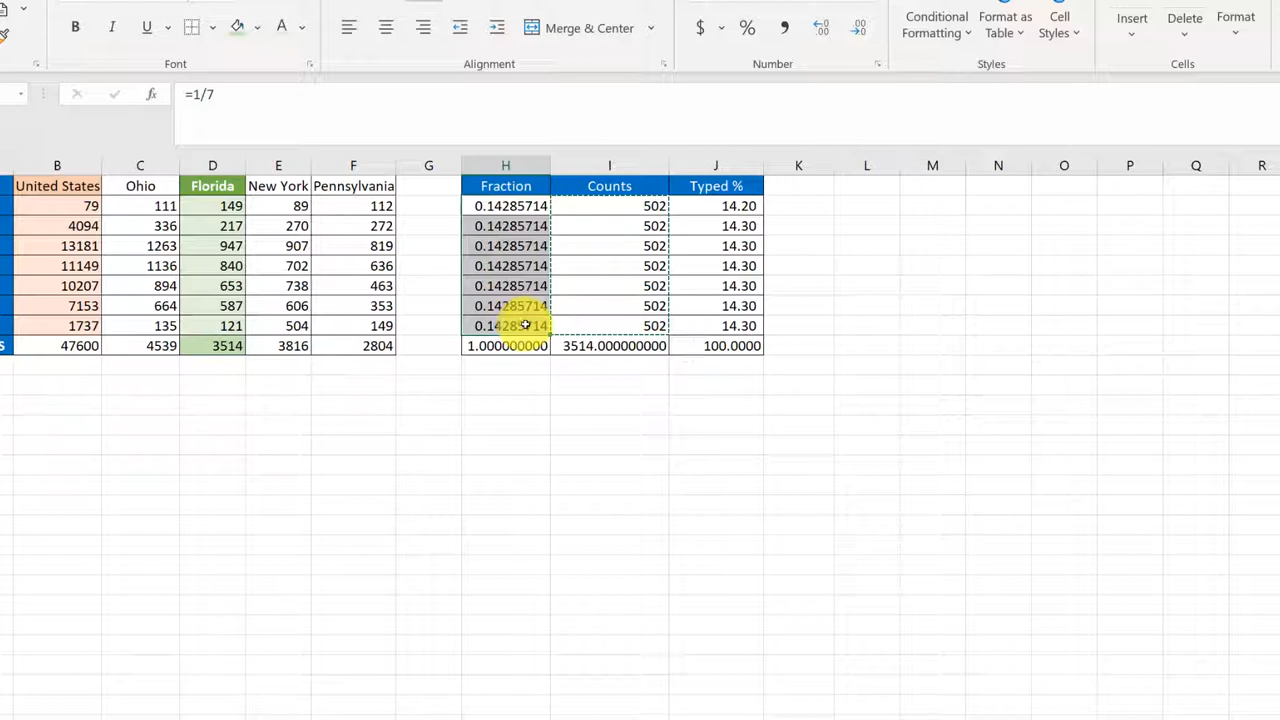 Merge & Center
$ % ,
Conditional Formatting
Format as Table
Cell Styles
Insert
Delete
Format
B I U A
Font
Alignment
Number
Styles
Cells
fx =1/7
B C D E F G H I J K L M N O P Q R
United States Ohio Florida New York Pennsylvania Fraction Counts Typed %
79 111 149 89 112 0.14285714 502 14.20
4094 336 217 270 272 0.14285714 502 14.30
13181 1263 947 907 819 0.14285714 502 14.30
11149 1136 840 702 636 0.14285714 502 14.30
10207 894 653 738 463 0.14285714 502 14.30
7153 664 587 606 353 0.14285714 502 14.30
1737 135 121 504 149 0.14285714 502 14.30
S 47600 4539 3514 3816 2804 1.000000000 3514.000000000 100.0000